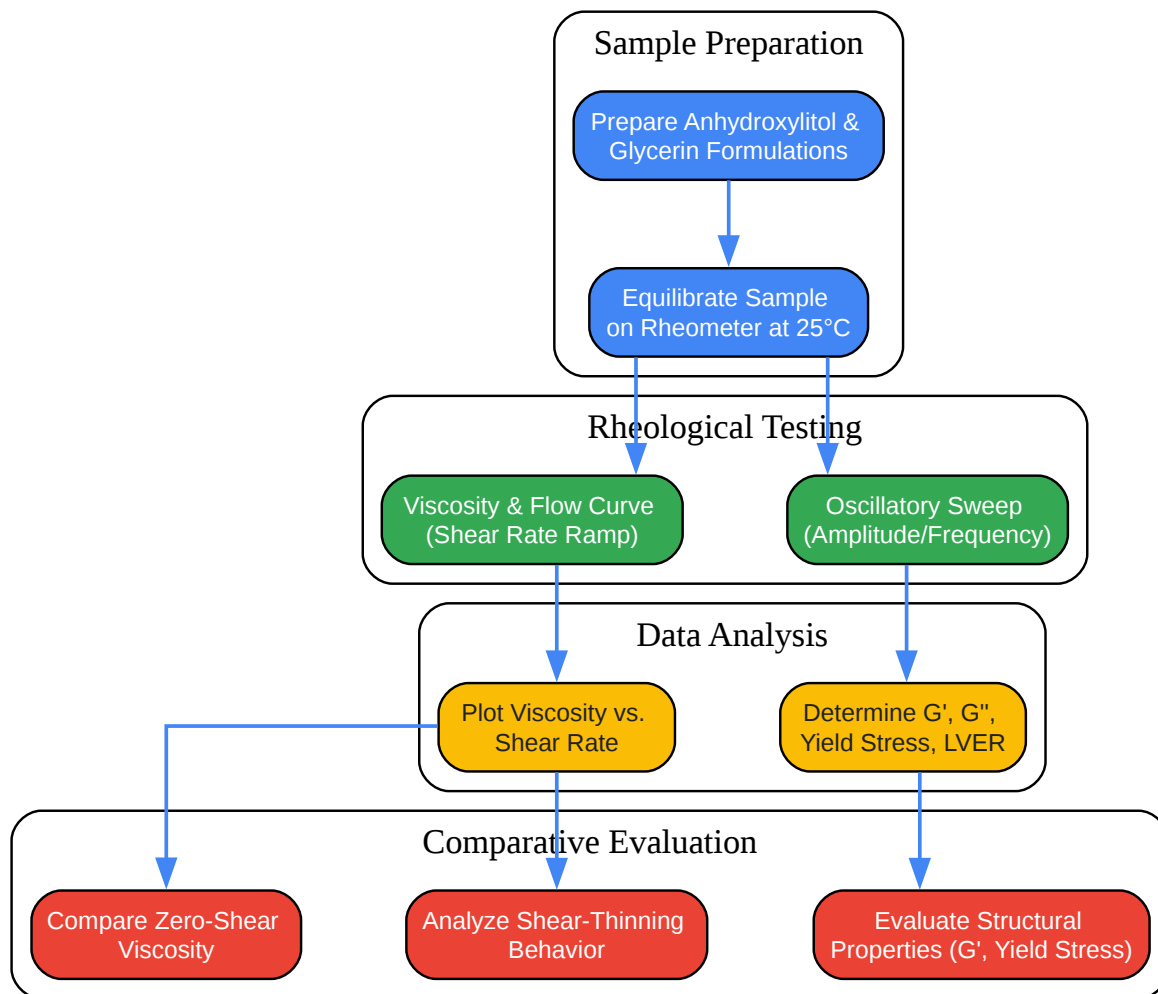 Sample Preparation
Prepare Anhydroxylitol &
Glycerin Formulations
Equilibrate Sample
on Rheometer at 25°C
Rheological Testing
Viscosity & Flow Curve
(Shear Rate Ramp)
Oscillatory Sweep
(Amplitude/Frequency)
Data Analysis
Plot Viscosity vs.
Shear Rate
Determine G', G'',
Yield Stress, LVER
Comparative Evaluation
Compare Zero-Shear
Viscosity
Analyze Shear-Thinning
Behavior
Evaluate Structural
Properties (G', Yield Stress)